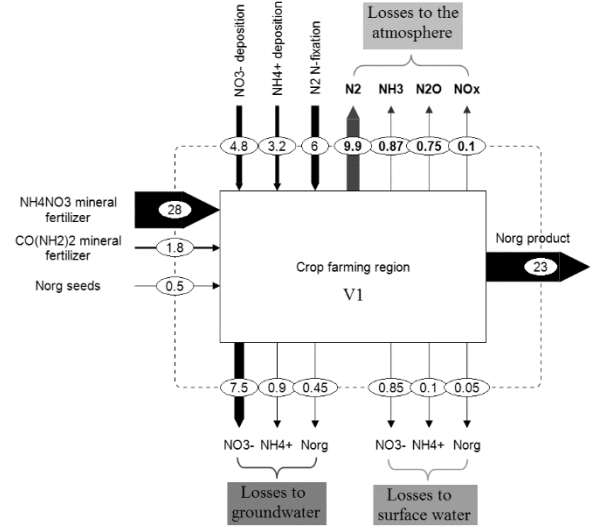 Losses to the
atmosphere
NO3- deposition
NH4+ deposition
N2 N-fixation
N2 NH3 N2O NOx
4.8 3.2 6 9.9 0.87 0.75 0.1
NH4NO3 mineral
fertilizer
28
CO(NH2)2 mineral
fertilizer
1.8
Norg seeds
0.5
Crop farming region
V1
Norg product
23
7.5 0.9 0.45 0.85 0.1 0.05
NO3- NH4+ Norg NO3- NH4+ Norg
Losses to
groundwater
Losses to
surface water